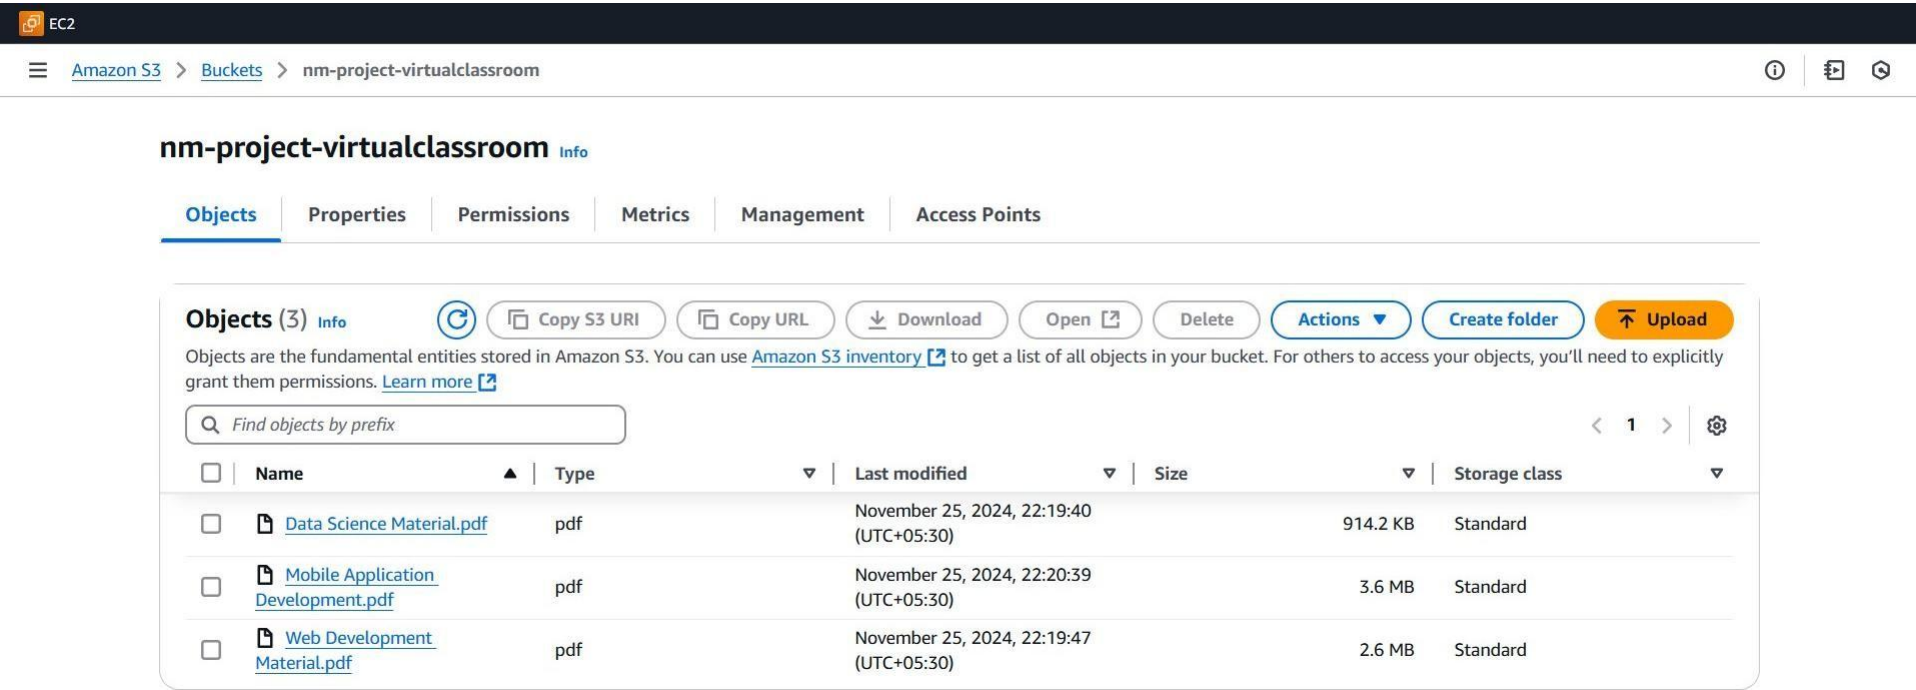 EC2
Amazon S3 > Buckets > nm-project-virtualclassroom
nm-project-virtualclassroom Info
Objects Properties Permissions Metrics Management Access Points
Objects (3) Info Copy S3 URI Copy URL Download Open Delete Actions Create folder Upload
Objects are the fundamental entities stored in Amazon S3. You can use Amazon S3 inventory to get a list of all objects in your bucket. For others to access your objects, you'll need to explicitly
grant them permissions. Learn more
Find objects by prefix
< 1 >
Name Type Last modified Size Storage class
Data Science Material.pdf pdf November 25, 2024, 22:19:40 (UTC+05:30) 914.2 KB Standard
Mobile Application Development.pdf pdf November 25, 2024, 22:20:39 (UTC+05:30) 3.6 MB Standard
Web Development Material.pdf pdf November 25, 2024, 22:19:47 (UTC+05:30) 2.6 MB Standard